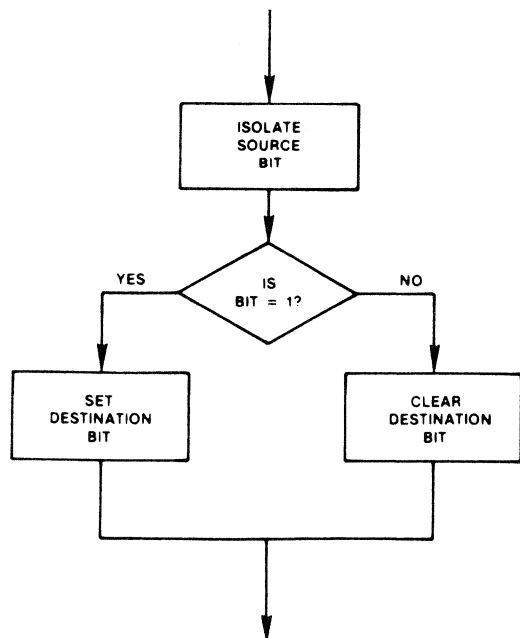 ISOLATE
SOURCE
BIT
IS
BIT = 1?
YES
NO
SET
DESTINATION
BIT
CLEAR
DESTINATION
BIT